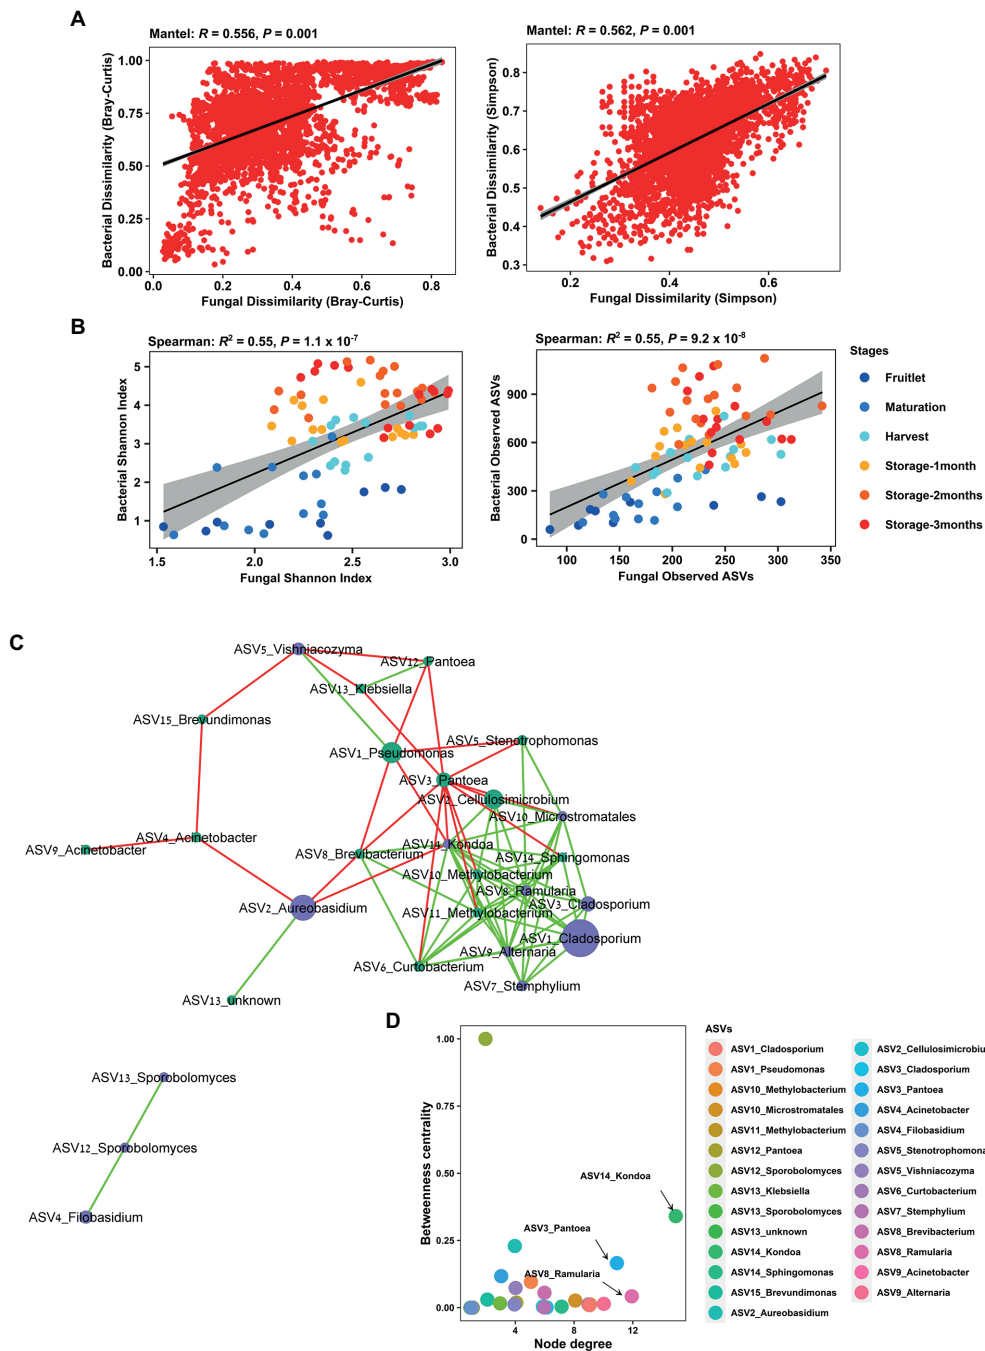 A
Mantel: R = 0.556, P = 0.001
Bacterial Dissimilarity (Bray-Curtis)
1.00
0.75
0.50
0.25
0.00
0.0 0.2 0.4 0.6 0.8
Fungal Dissimilarity (Bray-Curtis)
Mantel: R = 0.562, P = 0.001
Bacterial Dissimilarity (Simpson)
0.8
0.7
0.6
0.5
0.4
0.3
0.2 0.4 0.6
Fungal Dissimilarity (Simpson)
B
Spearman: R² = 0.55, P = 1.1 x 10⁻⁷
Bacterial Shannon Index
5
4
3
2
1
1.5 2.0 2.5 3.0
Fungal Shannon Index
Spearman: R² = 0.55, P = 9.2 x 10⁻⁸
Bacterial Observed ASVs
900
600
300
0
100 150 200 250 300 350
Fungal Observed ASVs
Stages
Fruitlet
Maturation
Harvest
Storage-1month
Storage-2months
Storage-3months
C
ASV5_Vishniacozyma
ASV12_Pantoea
ASV13_Klebsiella
ASV15_Brevundimonas
ASV5_Stenotrophomonas
ASV1_Pseudomonas
ASV3_Pantoea
ASV2_Cellulosimicrobium
ASV10_Microstromatales
ASV4_Acinetobacter
ASV14_Kondoa
ASV9_Acinetobacter
ASV8_Brevibacterium
ASV14_Sphingomonas
ASV10_Methylobacterium
ASV8_Ramularia
ASV3_Cladosporium
ASV2_Aureobasidium
ASV11_Methylobacterium
ASV1_Cladosporium
ASV9_Alternaria
ASV6_Curtobacterium
ASV7_Stemphylium
ASV13_unknown
ASV13_Sporobolomyces
ASV12_Sporobolomyces
ASV4_Filobasidium
D
Betweenness centrality
1.00
0.75
0.50
0.25
0.00
ASV14_Kondoa
ASV3_Pantoea
ASV8_Ramularia
4 8 12
Node degree
ASVs
ASV1_Cladosporium
ASV1_Pseudomonas
ASV10_Methylobacterium
ASV10_Microstromatales
ASV11_Methylobacterium
ASV12_Pantoea
ASV12_Sporobolomyces
ASV13_Klebsiella
ASV13_Sporobolomyces
ASV13_unknown
ASV14_Kondoa
ASV14_Sphingomonas
ASV15_Brevundimonas
ASV2_Aureobasidium
ASV2_Cellulosimicrobiu
ASV3_Cladosporium
ASV3_Pantoea
ASV4_Acinetobacter
ASV4_Filobasidium
ASV5_Stenotrophomona
ASV5_Vishniacozyma
ASV6_Curtobacterium
ASV7_Stemphylium
ASV8_Brevibacterium
ASV8_Ramularia
ASV9_Acinetobacter
ASV9_Alternaria